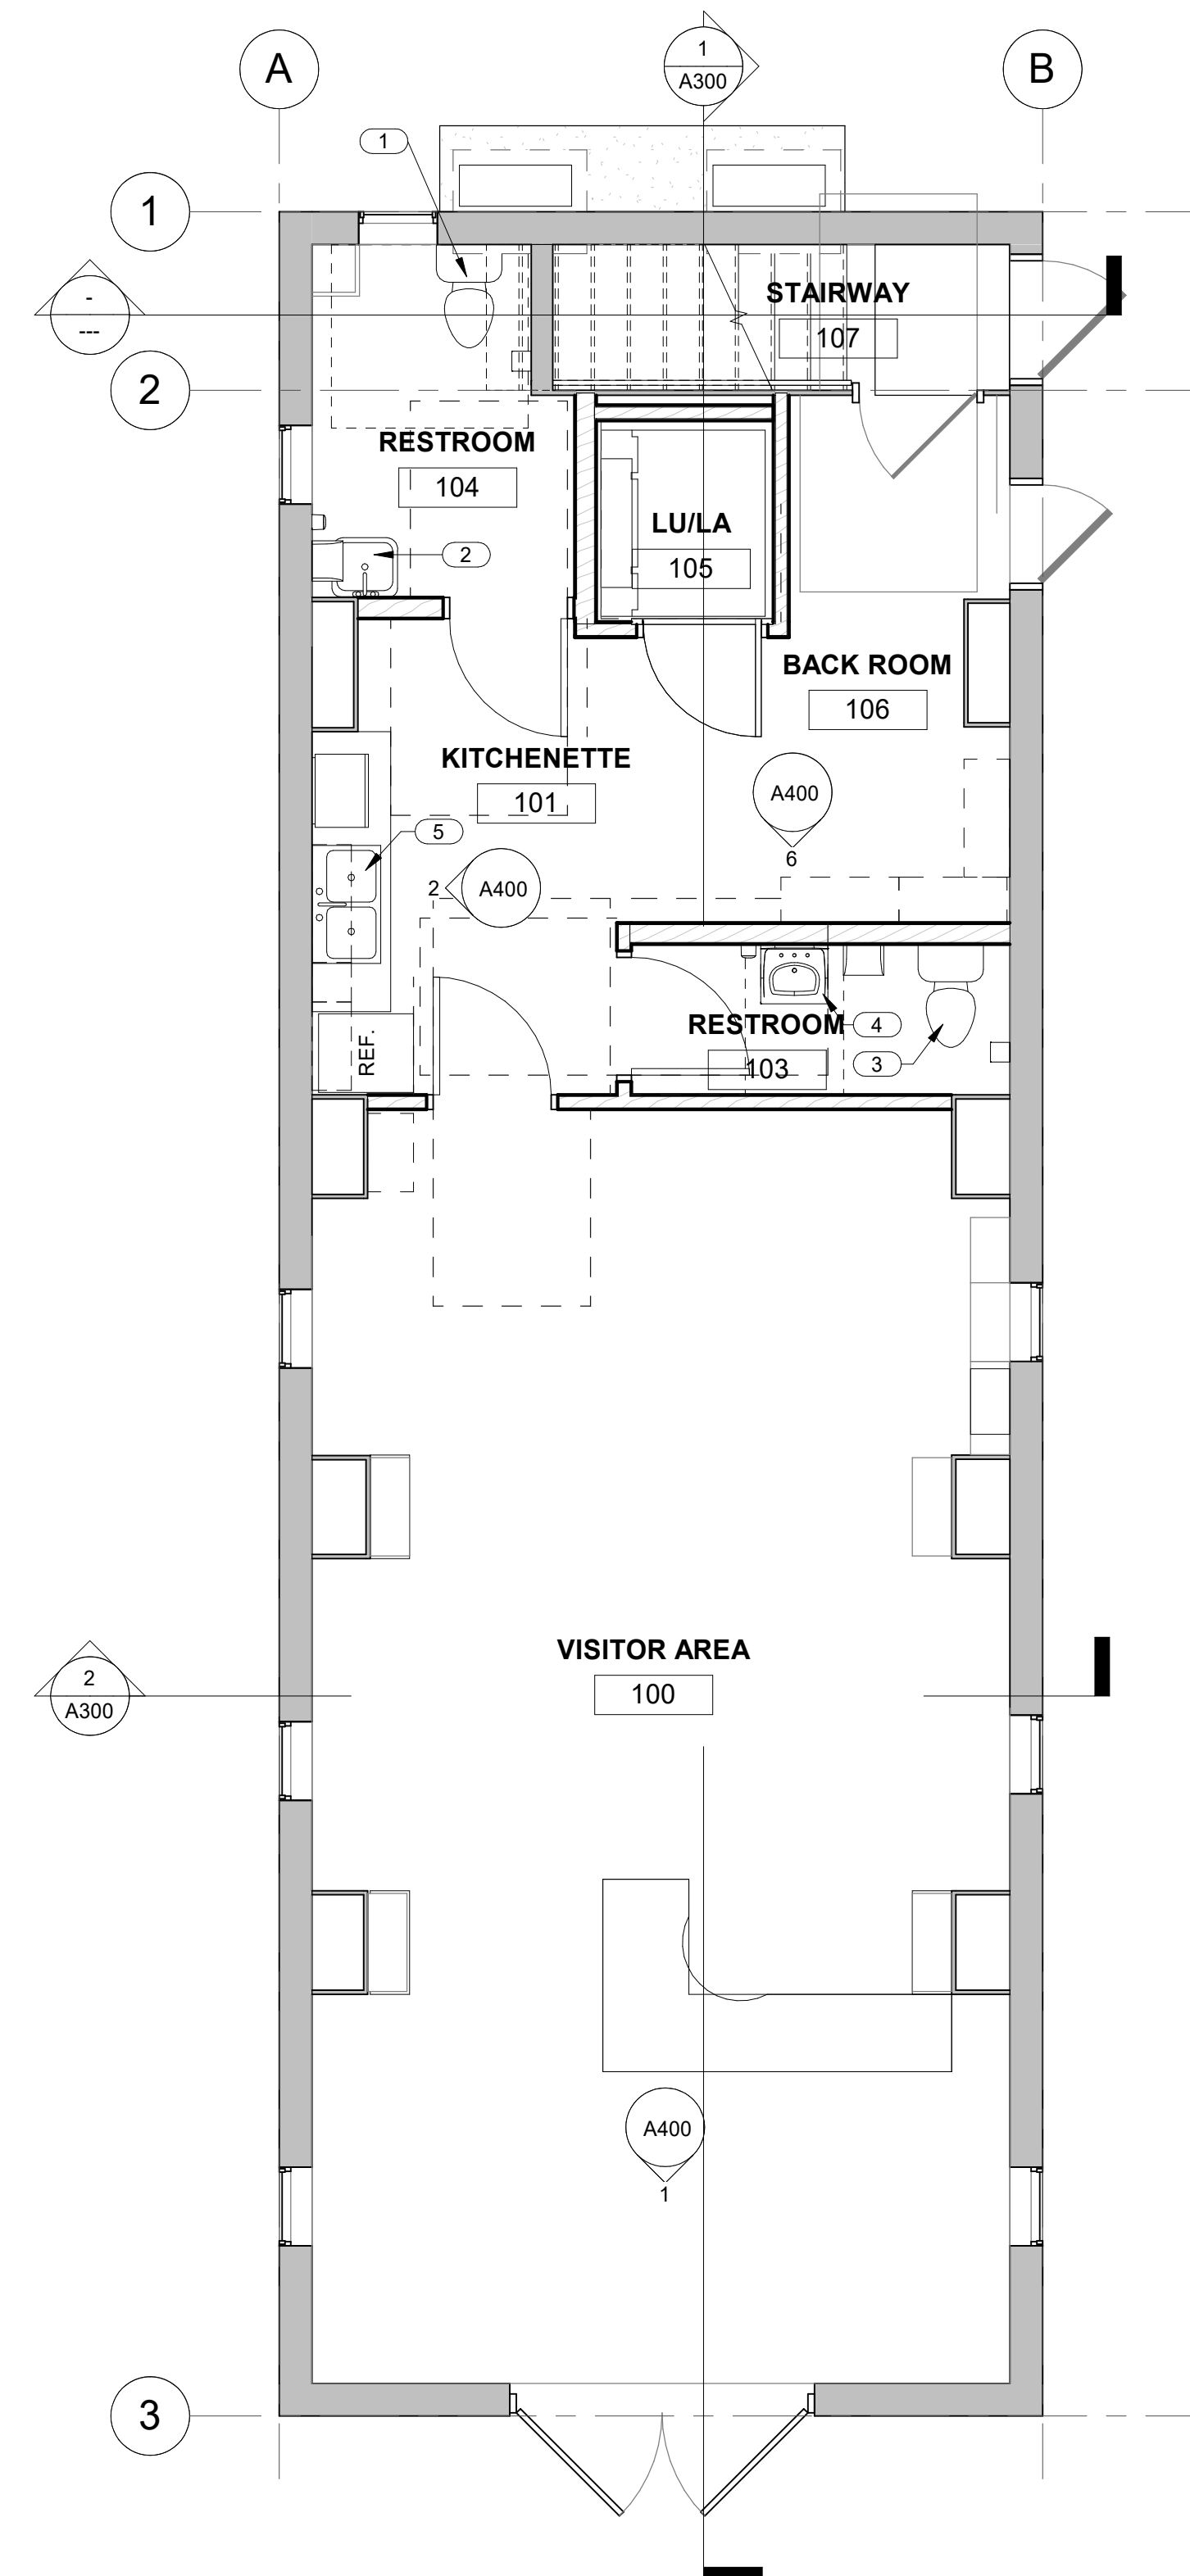 A
1
A300
B
1
1
-
---
STAIRWAY
107
2
RESTROOM
104
LU/LA
105
2
BACK ROOM
106
KITCHENETTE
101
A400
6
5
2
A400
RESTROOM
103
4
3
REF.
VISITOR AREA
100
2
A300
A400
1
3